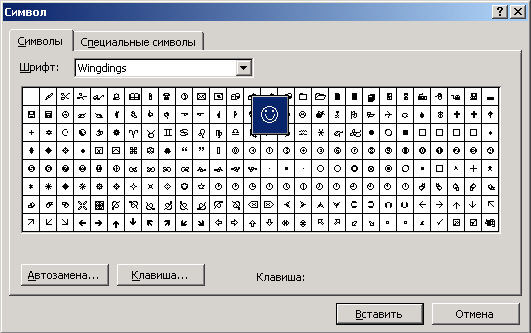 Символ
Символы
Специальные символы
Шрифт:
Wingdings
Автозамена...
Клавиша...
Клавиша:
Вставить
Отмена